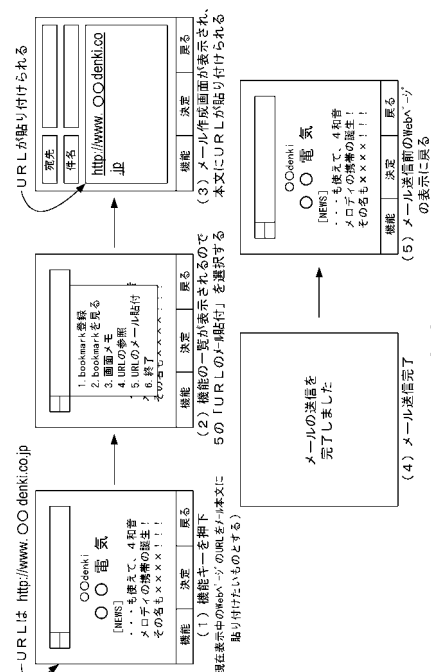 URLは http://www.〇〇denki.co.jp
〇〇denki
〇〇 電 気
[NEWS]
・・・も使えて、4和音
メロディの携帯の誕生!
その名も××××!!!
機能 決定 戻る
(1)機能キーを押下
現在表示中のWebページのURLをメール本文に
貼り付けたいものとする)
1. bookmark登録
2. bookmarkを見る
3. 画面メモ
4. URLの参照
5. URLのメール貼付
6. 終了
その名も××××!!!
機能 決定 戻る
(2)機能の一覧が表示されるので
5の「URLのメール貼付」を選択する
URLが貼り付けられる
宛先
件名
http://www.〇〇denki.co
.jp
機能 決定 戻る
(3)メール作成画面が表示され、
本文にURLが貼り付けられる
メールの送信を
完了しました
(4)メール送信完了
〇〇denki
〇〇 電 気
[NEWS]
・・・も使えて、4和音
メロディの携帯の誕生!
その名も××××!!!
機能 決定 戻る
(5)メール送信前のWebページ
の表示に戻る